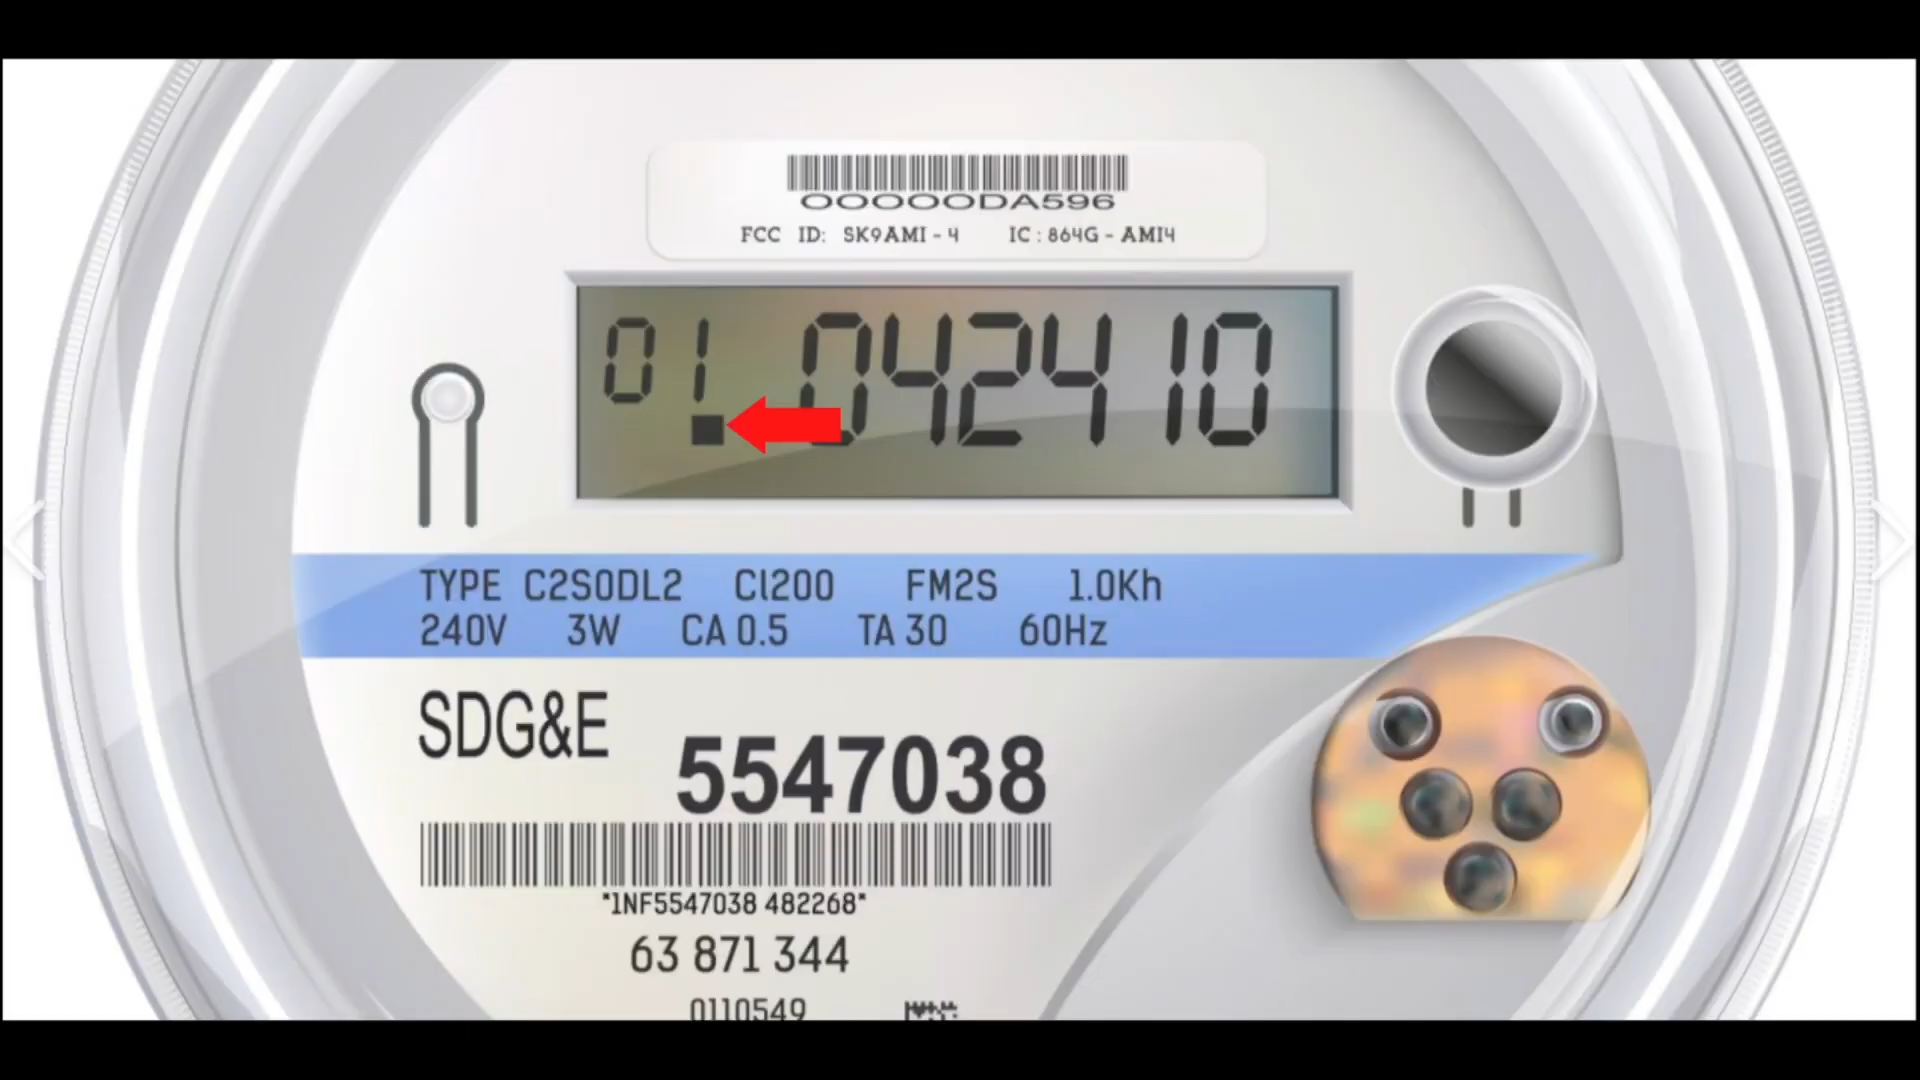 OOOOODA596
FCC ID: SK9AMI - 4 IC : 864G - AMI4
01 042410
TYPE C2S0DL2 Cl200 FM2S 1.0Kh
240V 3W CA 0.5 TA 30 60Hz
SDG&E
5547038
*1NF5547038 482268*
63 871 344
0110549